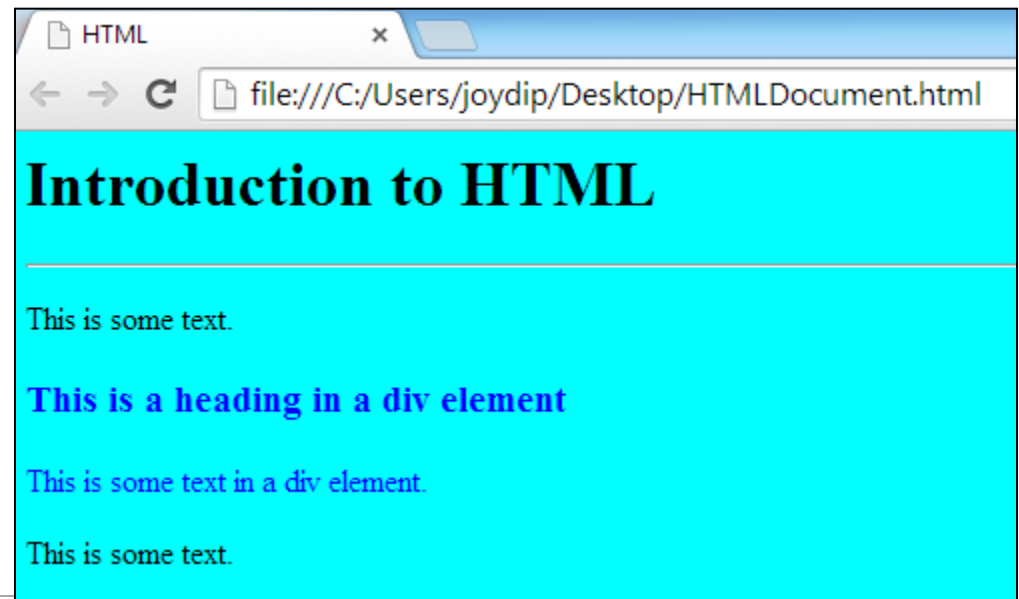 HTML
file:///C:/Users/joydip/Desktop/HTMLDocument.html
Introduction to HTML
This is some text.
This is a heading in a div element
This is some text in a div element.
This is some text.